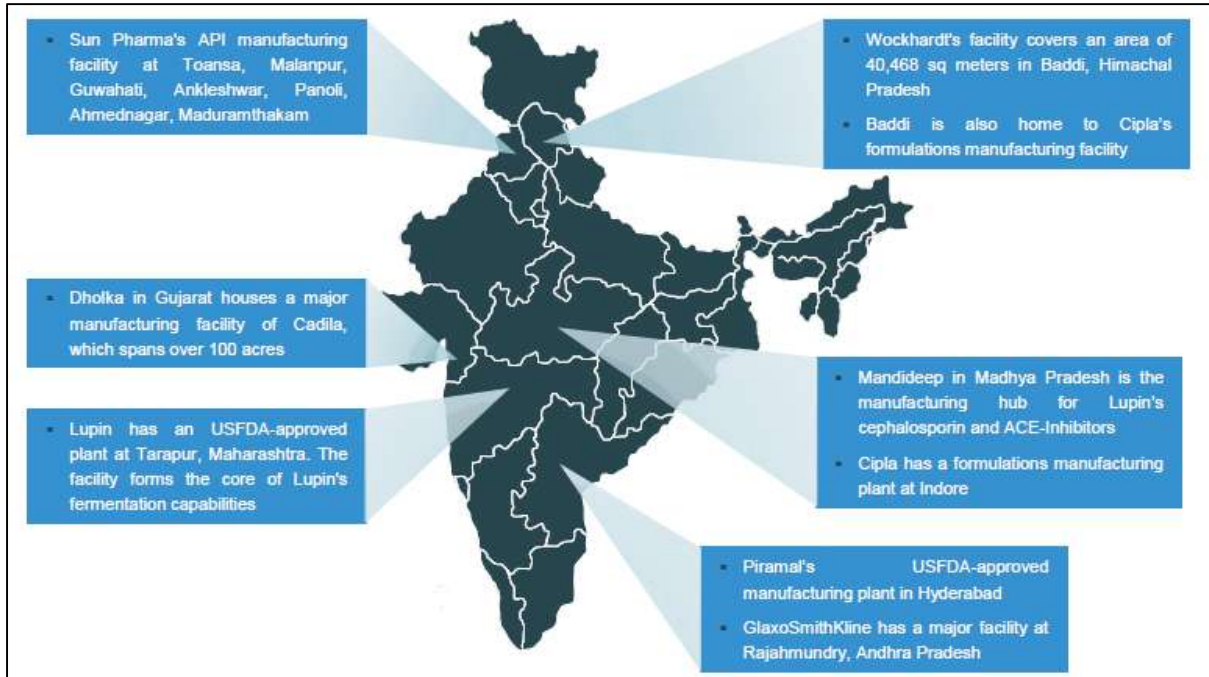 ▪ Sun Pharma's API manufacturing
facility at Toansa, Malanpur,
Guwahati, Ankleshwar, Panoli,
Ahmednagar, Maduramthakam
▪ Wockhardt's facility covers an area of
40,468 sq meters in Baddi, Himachal
Pradesh
▪ Baddi is also home to Cipla's
formulations manufacturing facility
▪ Dholka in Gujarat houses a major
manufacturing facility of Cadila,
which spans over 100 acres
▪ Lupin has an USFDA-approved
plant at Tarapur, Maharashtra. The
facility forms the core of Lupin's
fermentation capabilities
▪ Mandideep in Madhya Pradesh is the
manufacturing hub for Lupin's
cephalosporin and ACE-Inhibitors
▪ Cipla has a formulations manufacturing
plant at Indore
▪ Piramal's USFDA-approved
manufacturing plant in Hyderabad
▪ GlaxoSmithKline has a major facility at
Rajahmundry, Andhra Pradesh